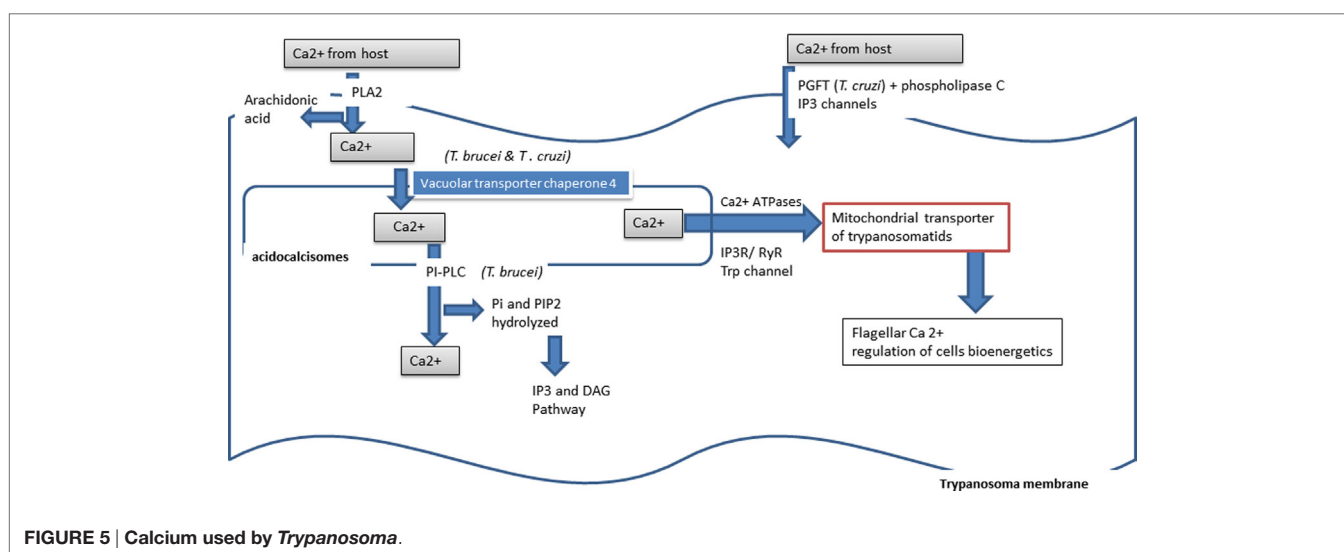 Ca2+ from host
Ca2+ from host
PLA2
PGFT (T. cruzi) + phospholipase C
IP3 channels
Arachidonic
acid
Ca2+
(T. brucei & T. cruzi)
Vacuolar transporter chaperone 4
Ca2+
Ca2+
Ca2+ ATPases
IP3R/ RyR
Trp channel
Mitochondrial transporter
of trypanosomatids
acidocalcisomes
PI-PLC (T. brucei)
Pi and PIP2
hydrolyzed
Ca2+
IP3 and DAG
Pathway
Flagellar Ca 2+
regulation of cells bioenergetics
Trypanosoma membrane
FIGURE 5 | Calcium used by Trypanosoma.